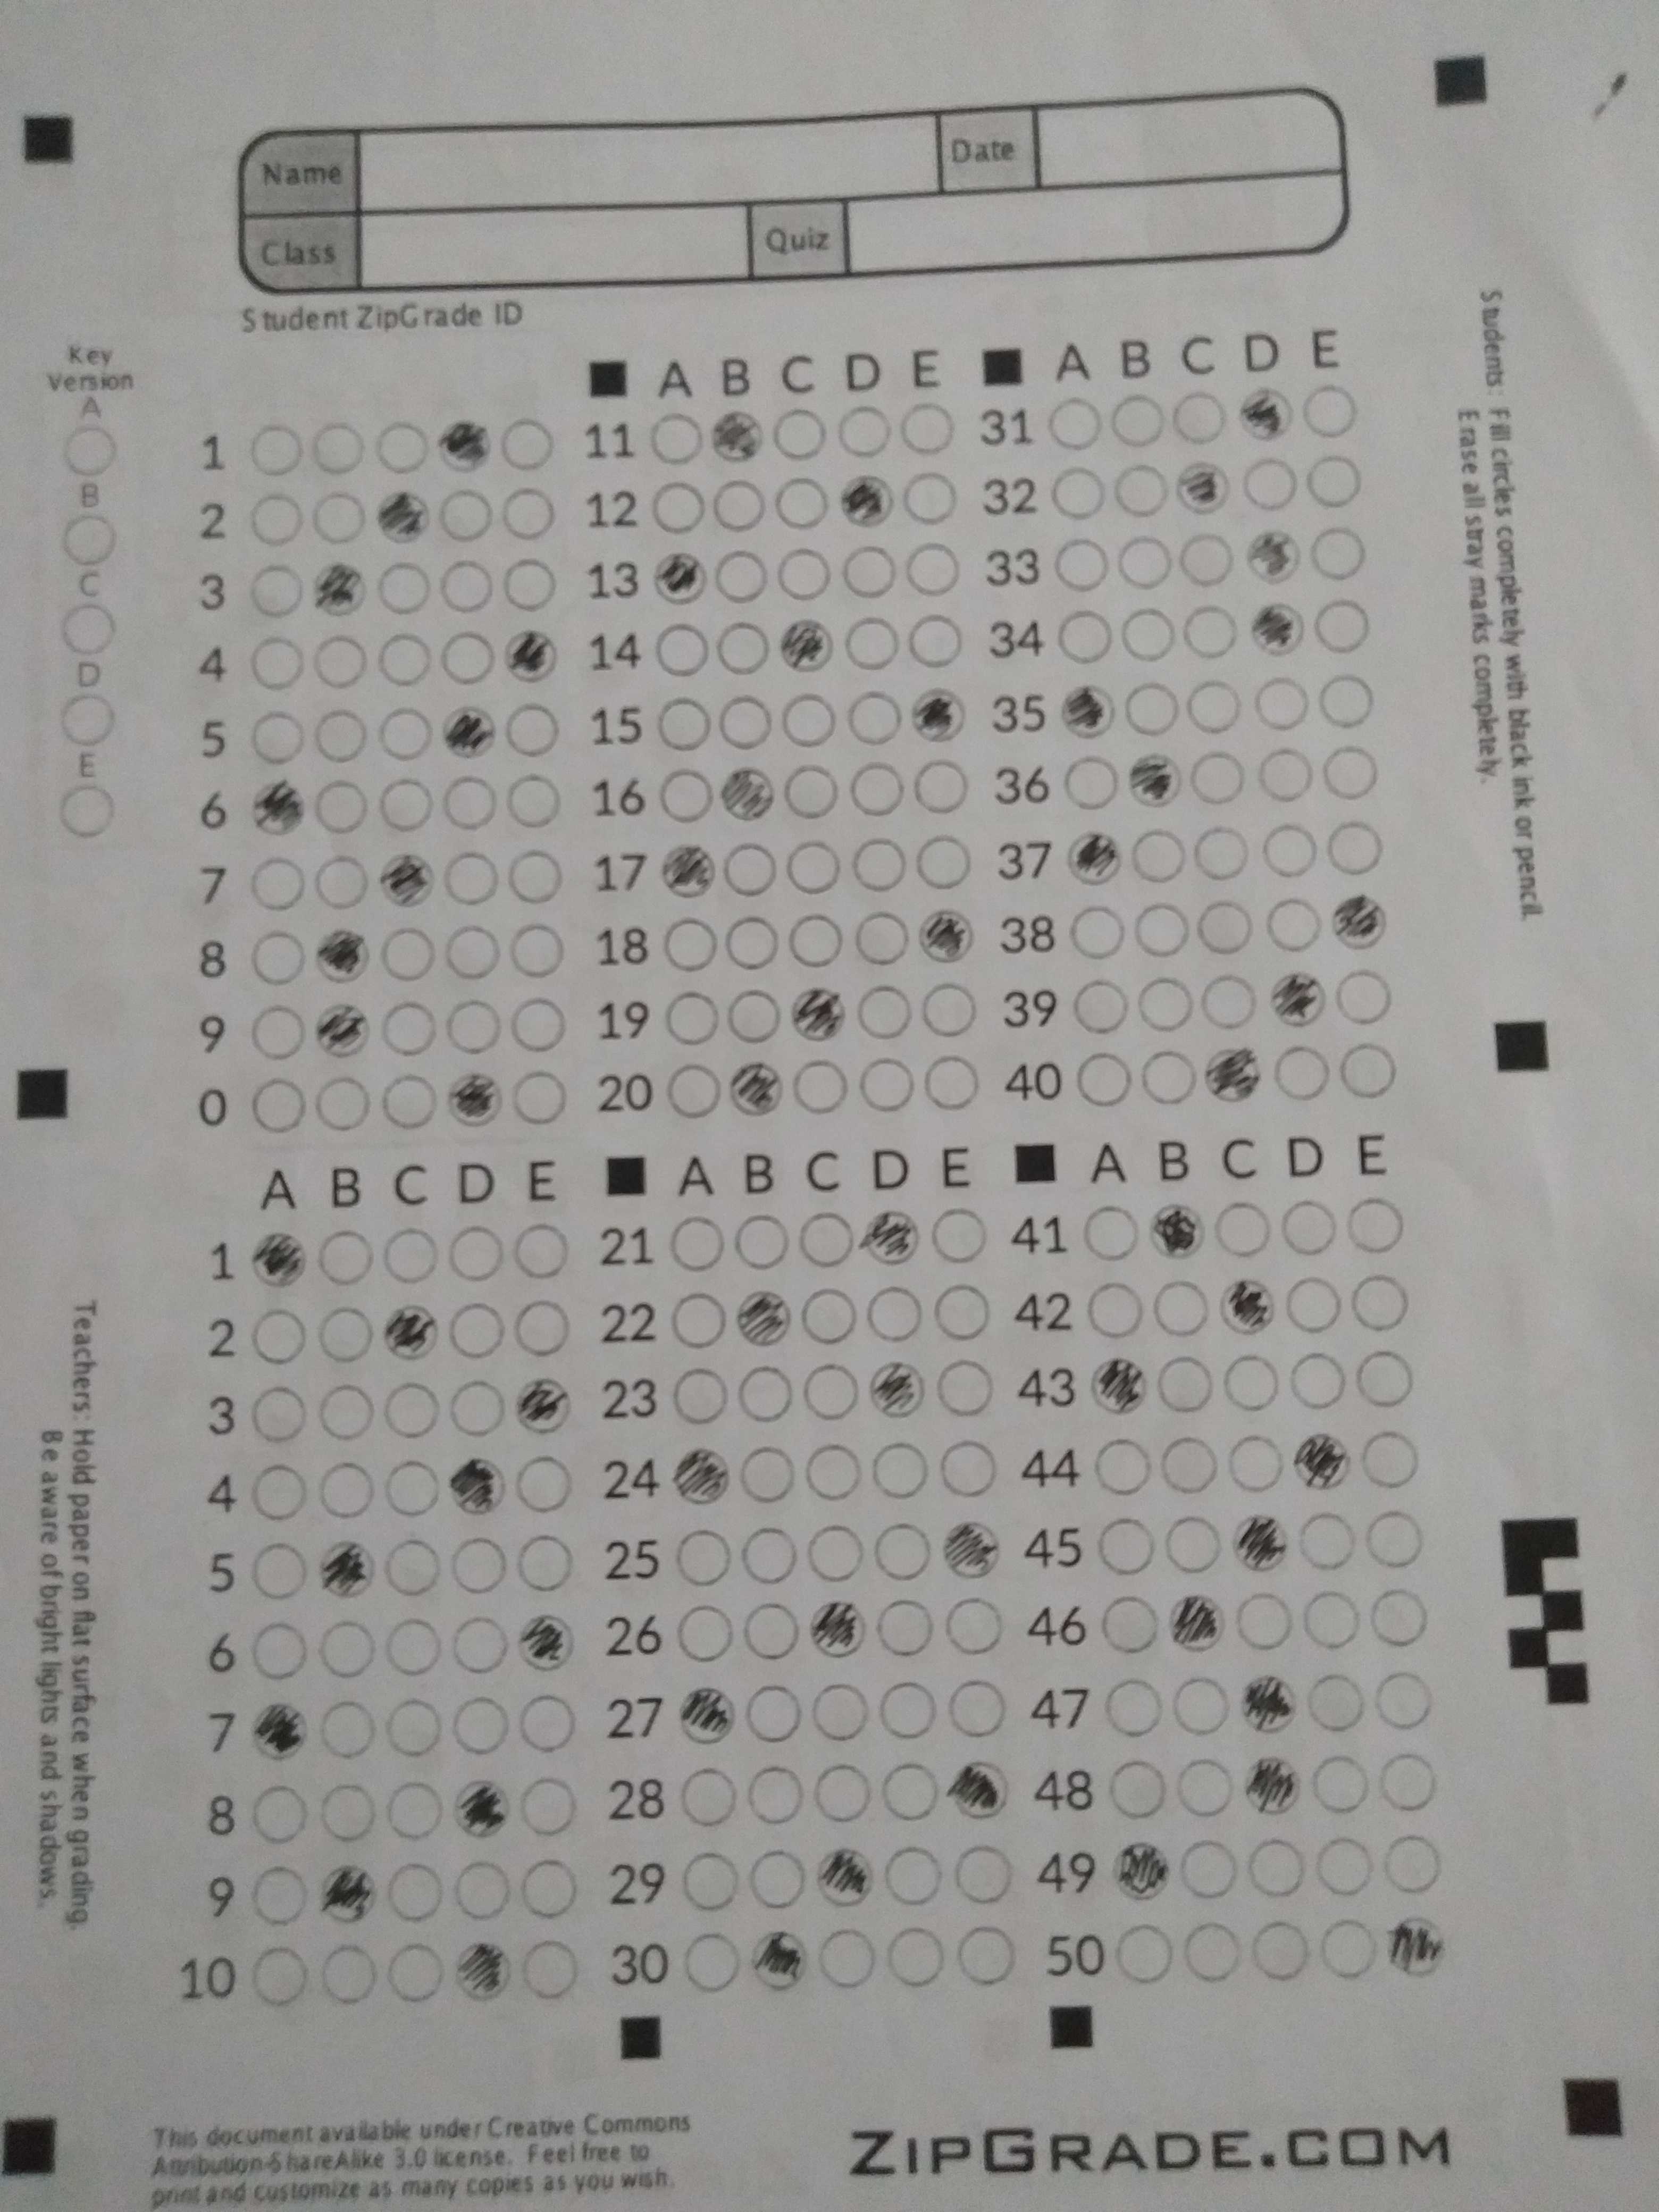 Name
Date
Class
Quiz
Student ZipGrade ID
Key
Version
A
B
C
D
E
1
2
3
4
5
6
7
8
9
0
A B C D E
1
2
3
4
5
6
7
8
9
10
A B C D E
11
12
13
14
15
16
17
18
19
20
A B C D E
21
22
23
24
25
26
27
28
29
30
A B C D E
31
32
33
34
35
36
37
38
39
40
A B C D E
41
42
43
44
45
46
47
48
49
50
Students: Fill circles completely with black ink or pencil.
Erase all stray marks completely.
Teachers: Hold paper on flat surface when grading.
Be aware of bright lights and shadows.
This document available under Creative Commons
Attribution-ShareAlike 3.0 license. Feel free to
print and customize as many copies as you wish.
ZIPGRADE.COM